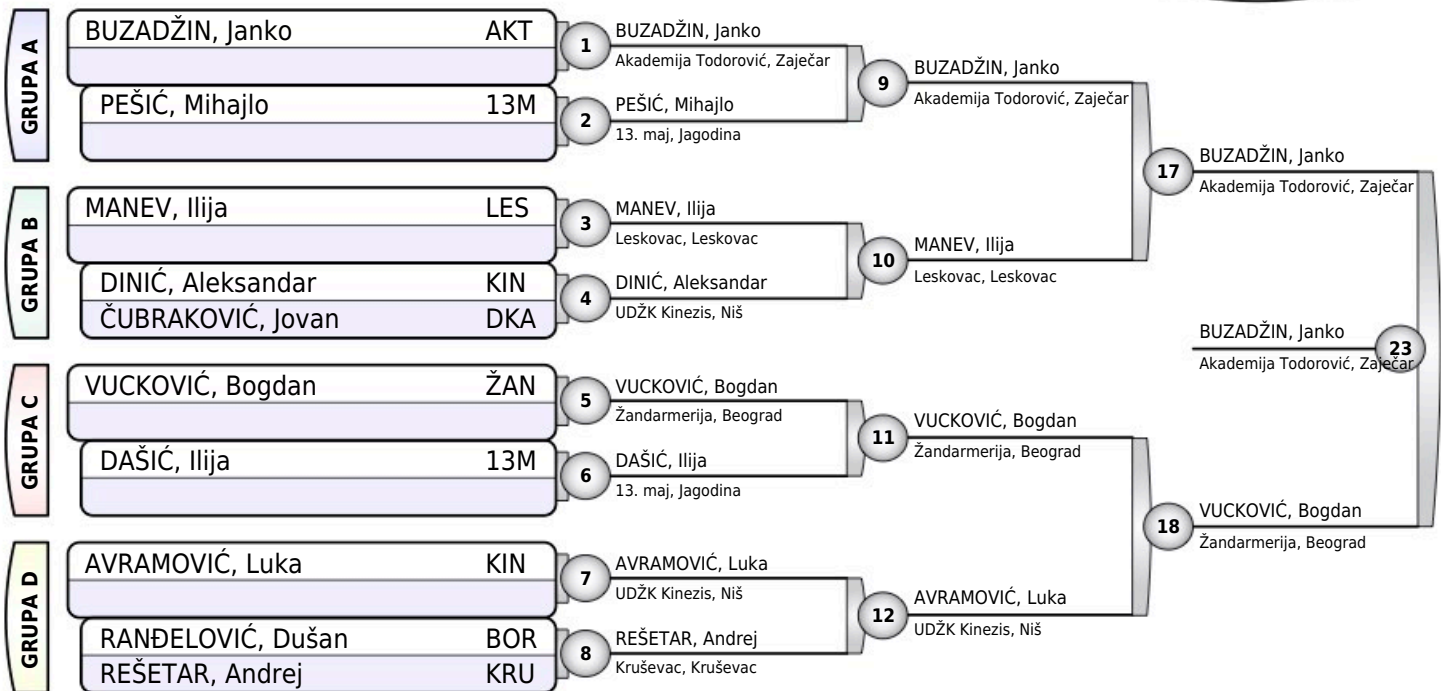 GRUPA A
BUZADŽIN, Janko AKT
PEŠIĆ, Mihajlo 13M
GRUPA B
MANEV, Ilija LES
DINIĆ, Aleksandar KIN
ČUBRAKOVIĆ, Jovan DKA
GRUPA C
VUCKOVIĆ, Bogdan ŽAN
DAŠIĆ, Ilija 13M
GRUPA D
AVRAMOVIĆ, Luka KIN
RANĐELOVIĆ, Dušan BOR
REŠETAR, Andrej KRU
1
BUZADŽIN, Janko
Akademija Todorović, Zaječar
2
PEŠIĆ, Mihajlo
13. maj, Jagodina
3
MANEV, Ilija
Leskovac, Leskovac
4
DINIĆ, Aleksandar
UDŽK Kinezis, Niš
5
VUCKOVIĆ, Bogdan
Žandarmerija, Beograd
6
DAŠIĆ, Ilija
13. maj, Jagodina
7
AVRAMOVIĆ, Luka
UDŽK Kinezis, Niš
8
REŠETAR, Andrej
Kruševac, Kruševac
9
BUZADŽIN, Janko
Akademija Todorović, Zaječar
10
MANEV, Ilija
Leskovac, Leskovac
11
VUCKOVIĆ, Bogdan
Žandarmerija, Beograd
12
AVRAMOVIĆ, Luka
UDŽK Kinezis, Niš
17
BUZADŽIN, Janko
Akademija Todorović, Zaječar
18
VUCKOVIĆ, Bogdan
Žandarmerija, Beograd
BUZADŽIN, Janko
23
Akademija Todorović, Zaječar